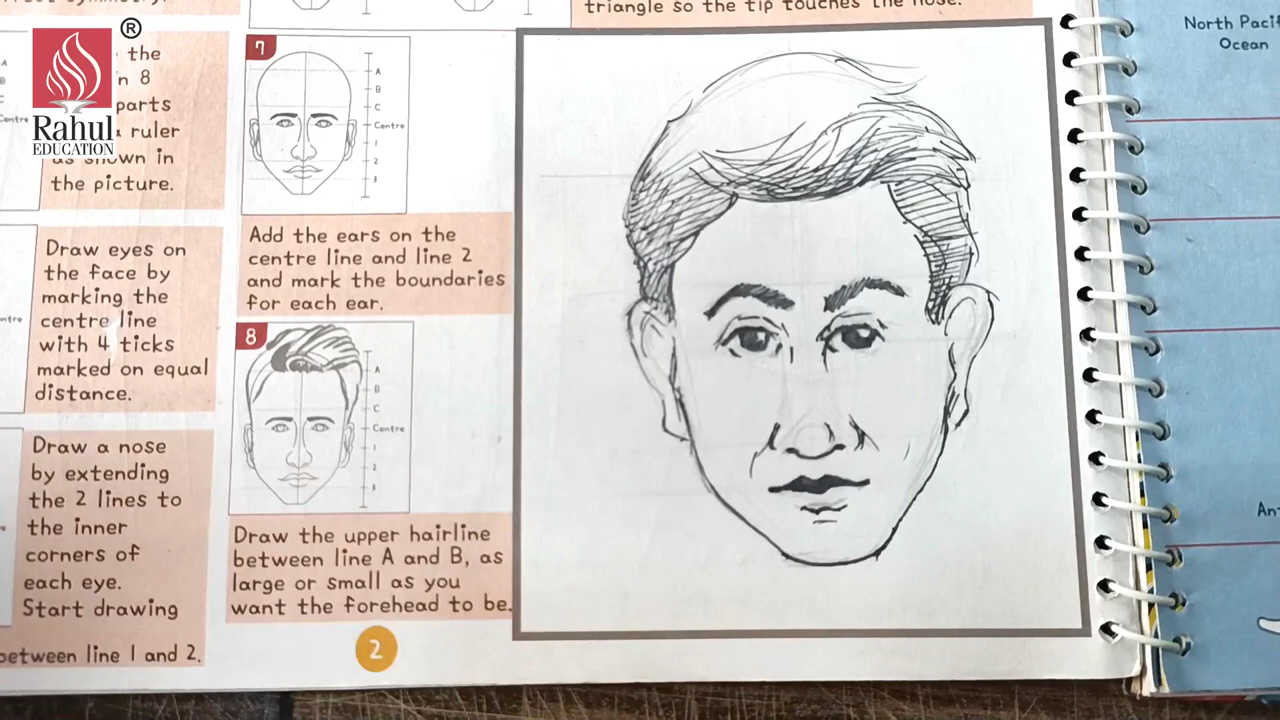 triangle so the tip touches the nose.
®
Rahul
EDUCATION
the
n 8
parts
ruler
as shown in
the picture.
Draw eyes on
the face by
marking the
centre line
with 4 ticks
marked on equal
distance.
Draw a nose
by extending
the 2 lines to
the inner
corners of
each eye.
Start drawing
between line 1 and 2.
7
A
B
C
Centre
1
2
3
Add the ears on the
centre line and line 2
and mark the boundaries
for each ear.
8
A
B
C
Centre
1
2
3
Draw the upper hairline
between line A and B, as
large or small as you
want the forehead to be.
2
North Pacif
Ocean